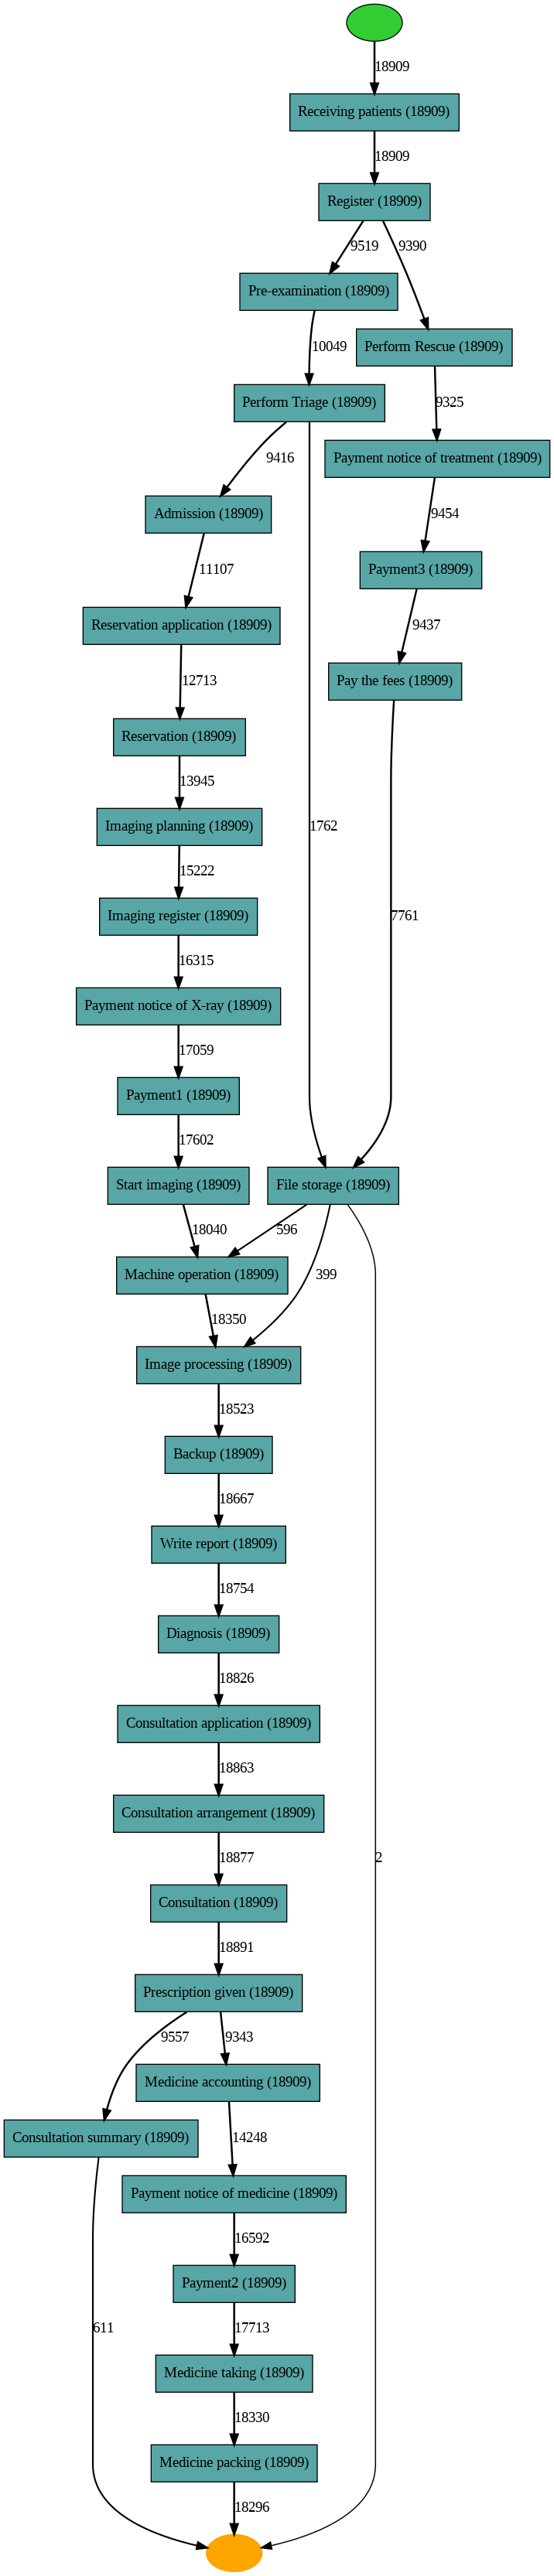 18909
Receiving patients (18909)
18909
Register (18909)
9519
9390
Pre-examination (18909)
10049
Perform Rescue (18909)
9325
Perform Triage (18909)
9416
Payment notice of treatment (18909)
9454
Admission (18909)
11107
Payment3 (18909)
9437
Reservation application (18909)
12713
Pay the fees (18909)
Reservation (18909)
13945
Imaging planning (18909)
1762
15222
Imaging register (18909)
7761
16315
Payment notice of X-ray (18909)
17059
Payment1 (18909)
17602
Start imaging (18909)
File storage (18909)
18040
596
399
Machine operation (18909)
18350
Image processing (18909)
18523
Backup (18909)
18667
Write report (18909)
18754
Diagnosis (18909)
18826
Consultation application (18909)
18863
Consultation arrangement (18909)
18877
2
Consultation (18909)
18891
Prescription given (18909)
9557
9343
Medicine accounting (18909)
Consultation summary (18909)
14248
Payment notice of medicine (18909)
16592
Payment2 (18909)
611
17713
Medicine taking (18909)
18330
Medicine packing (18909)
18296